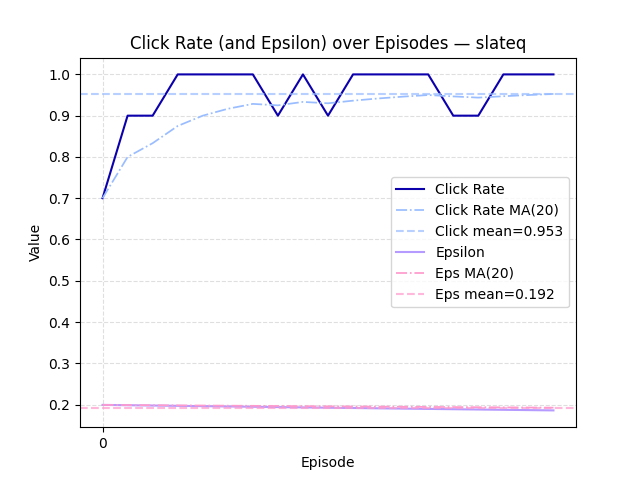 Click Rate (and Epsilon) over Episodes — slateq
Value
1.0
0.9
0.8
0.7
0.6
0.5
0.4
0.3
0.2
Click Rate
Click Rate MA(20)
Click mean=0.953
Epsilon
Eps MA(20)
Eps mean=0.192
0
Episode